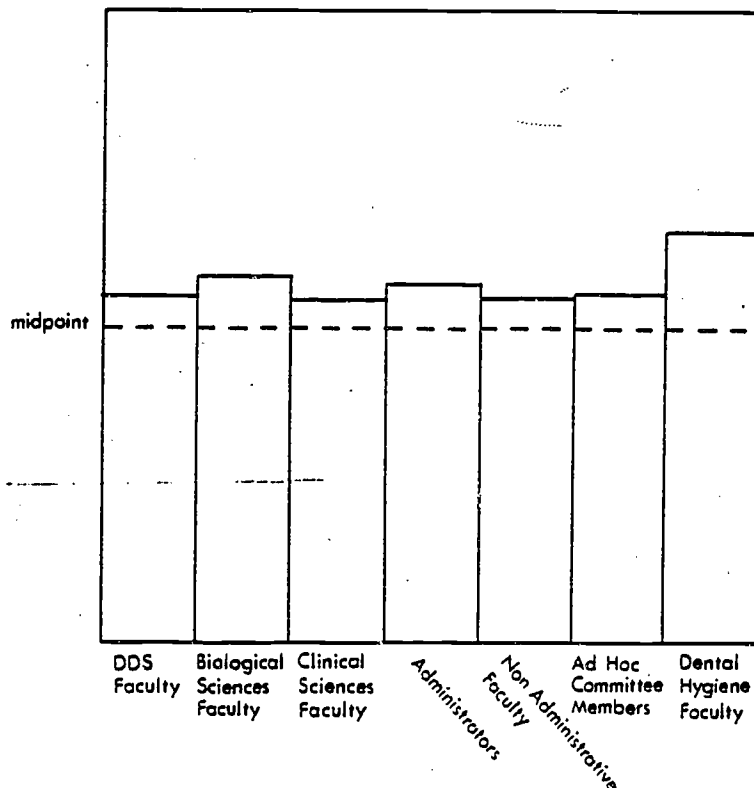 midpoint
DDS
Faculty
Biological
Sciences
Faculty
Clinical
Sciences
Faculty
Administrators
Non Administrative
Faculty
Ad Hoc
Committee
Members
Dental
Hygiene
Faculty